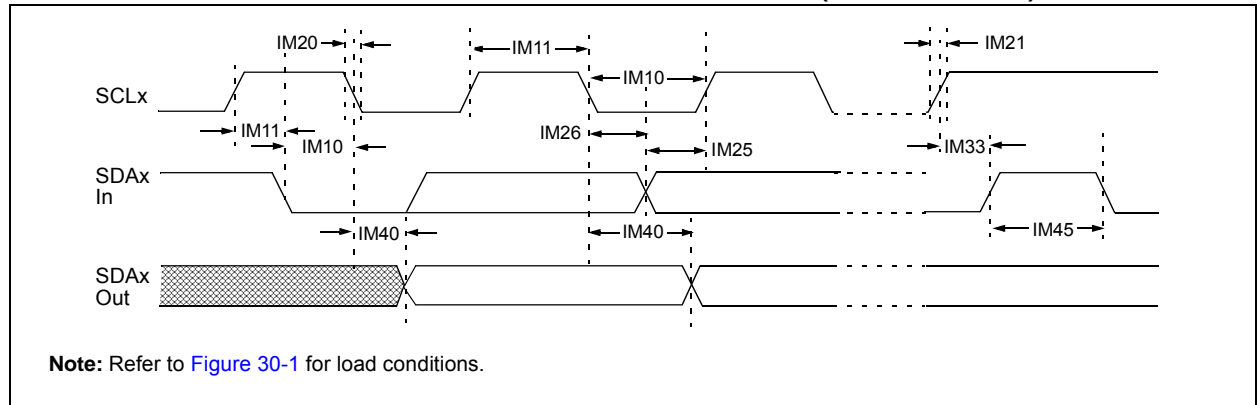 IM20
IM11
IM21
SCLx
IM10
IM11
IM10
IM26
IM25
IM33
SDAx
In
IM40
IM40
IM45
SDAx
Out
Note: Refer to Figure 30-1 for load conditions.